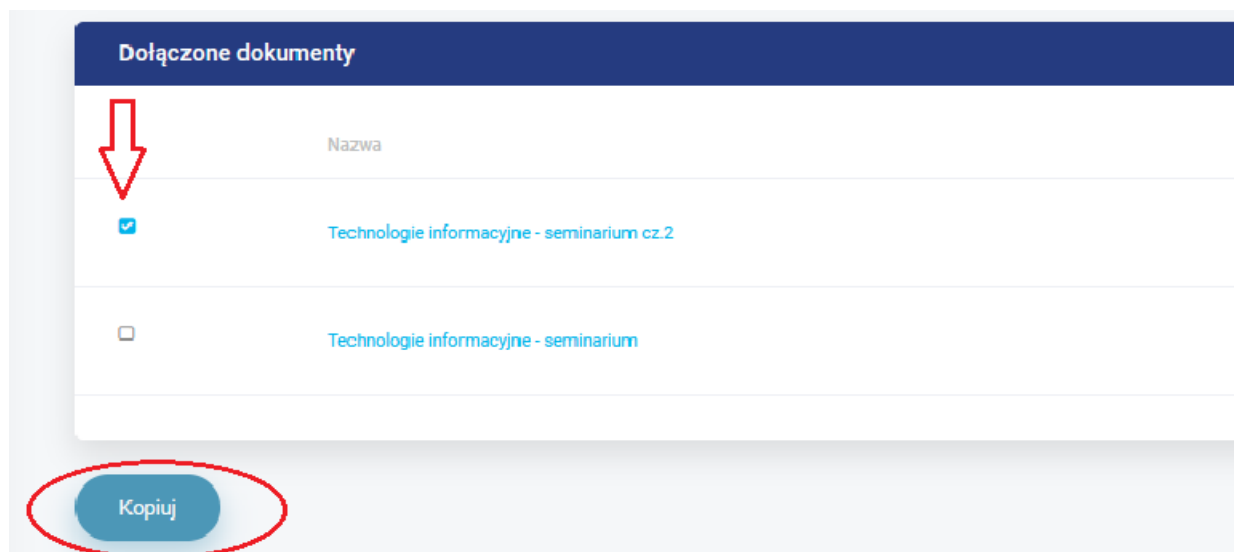 Dołączone dokumenty
Nazwa
Technologie informacyjne - seminarium cz.2
Technologie informacyjne - seminarium
Kopiuj